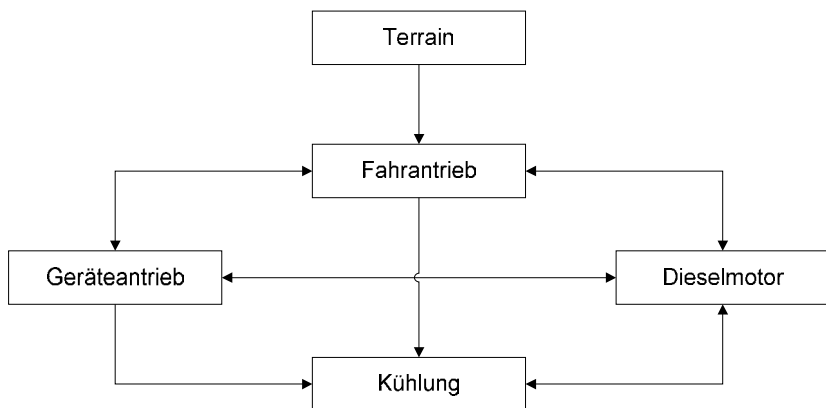 Terrain
Fahrantrieb
Geräteantrieb
Dieselmotor
Kühlung